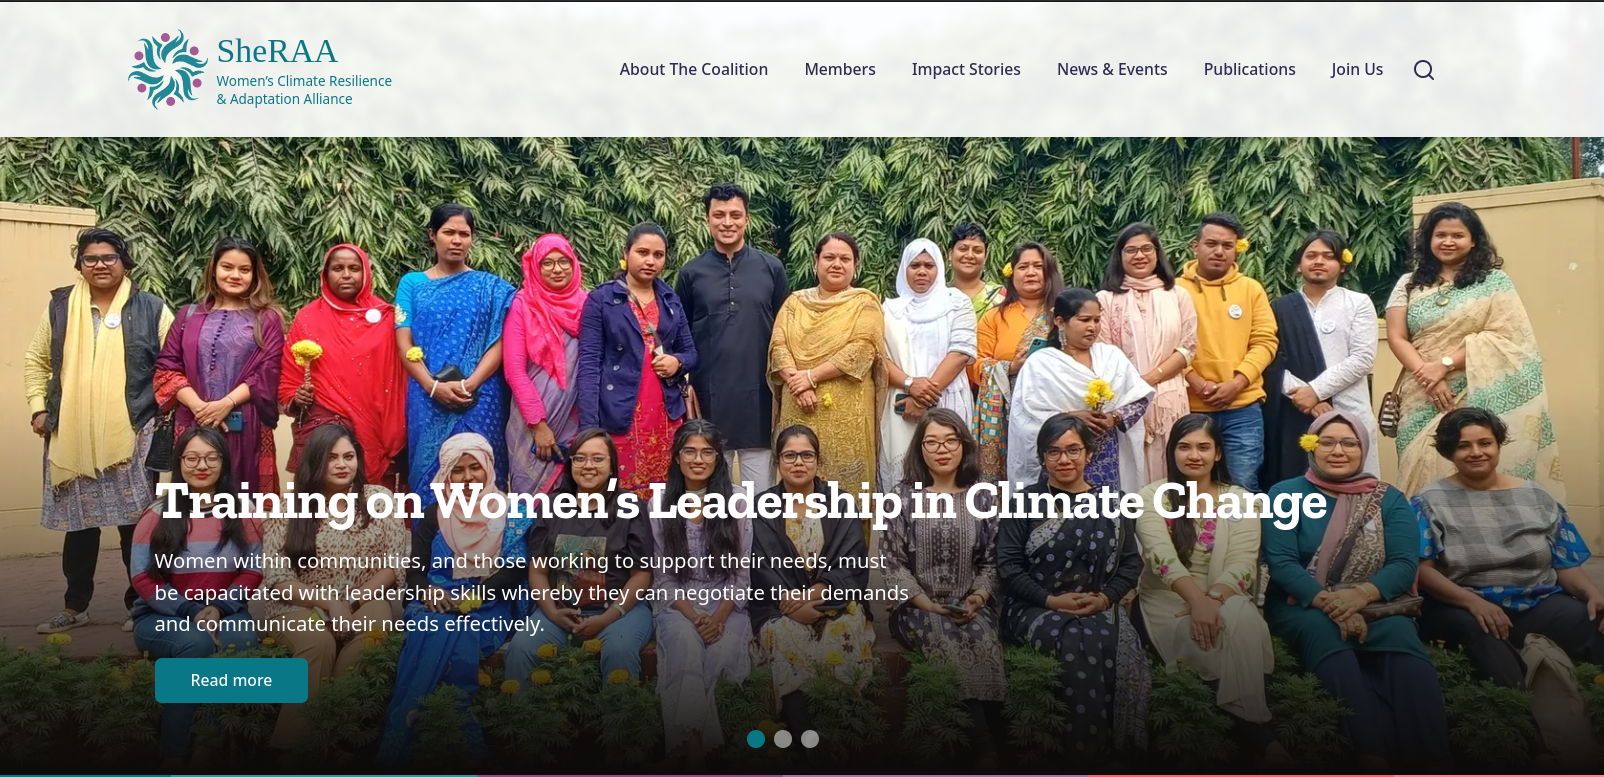 SheRAA
Women's Climate Resilience
& Adaptation Alliance
About The Coalition
Members
Impact Stories
News & Events
Publications
Join Us
Training on Women’s Leadership in Climate Change
Women within communities, and those working to support their needs, must
be capacitated with leadership skills whereby they can negotiate their demands
and communicate their needs effectively.
Read more